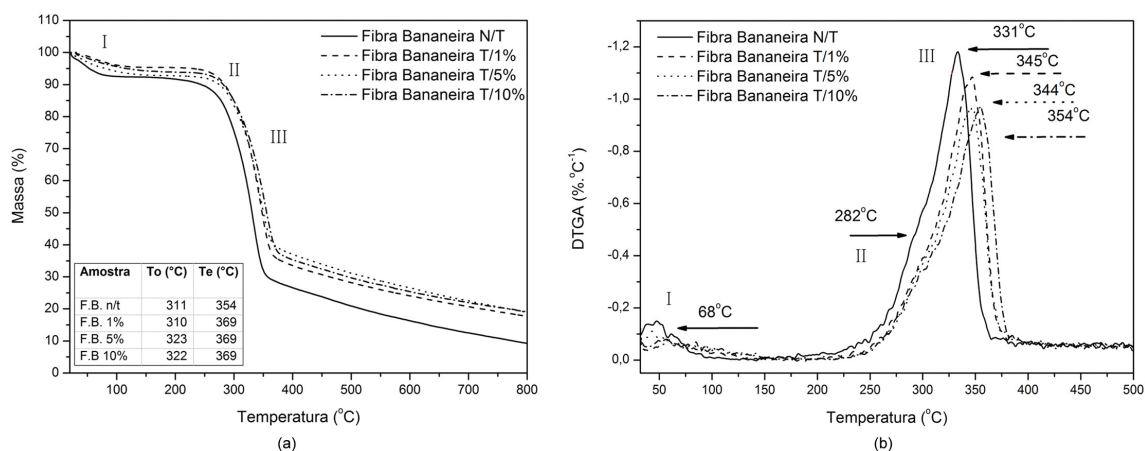 110
100
90
80
70
60
50
40
30
20
10
0
Massa (%)
I
II
III
Fibra Bananeira N/T
Fibra Bananeira T/1%
Fibra Bananeira T/5%
Fibra Bananeira T/10%
Amostra To (°C) Te (°C)
F.B. n/t 311 354
F.B. 1% 310 369
F.B. 5% 323 369
F.B 10% 322 369
0 100 200 300 400 500 600 700 800
Temperatura (°C)
(a)
-1,2
-1,0
-0,8
-0,6
-0,4
-0,2
0,0
DTGA (%.°C⁻¹)
Fibra Bananeira N/T
Fibra Bananeira T/1%
Fibra Bananeira T/5%
Fibra Bananeira T/10%
III
331°C
345°C
344°C
354°C
282°C
II
I
68°C
50 100 150 200 250 300 350 400 450 500
Temperatura (°C)
(b)